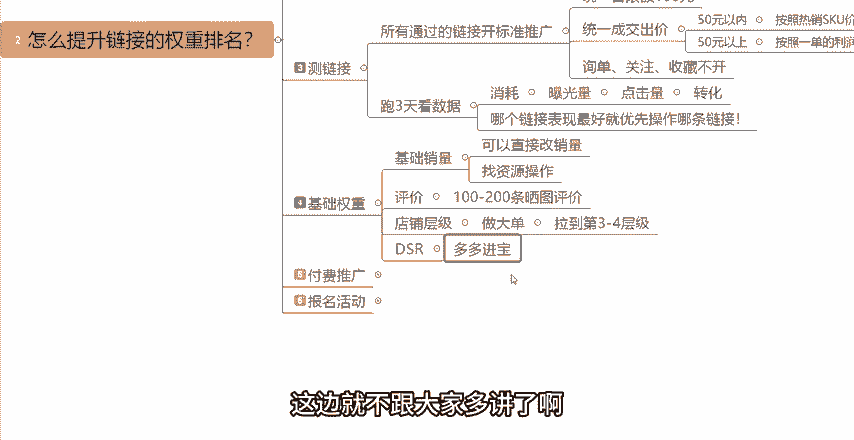 2 怎么提升链接的权重排名?
3 测链接
所有通过的链接开标准推广
统一成交出价
50元以内
按照热销SKU价
50元以上
按照一单的利润
询单、关注、收藏不开
跑3天看数据
消耗
曝光量
点击量
转化
哪个链接表现最好就优先操作哪条链接!
4 基础权重
基础销量
可以直接改销量
找资源操作
评价
100-200条晒图评价
店铺层级
做大单
拉到第3-4层级
DSR
多多进宝
付费推广
报名活动
这边就不跟大家多讲了啊